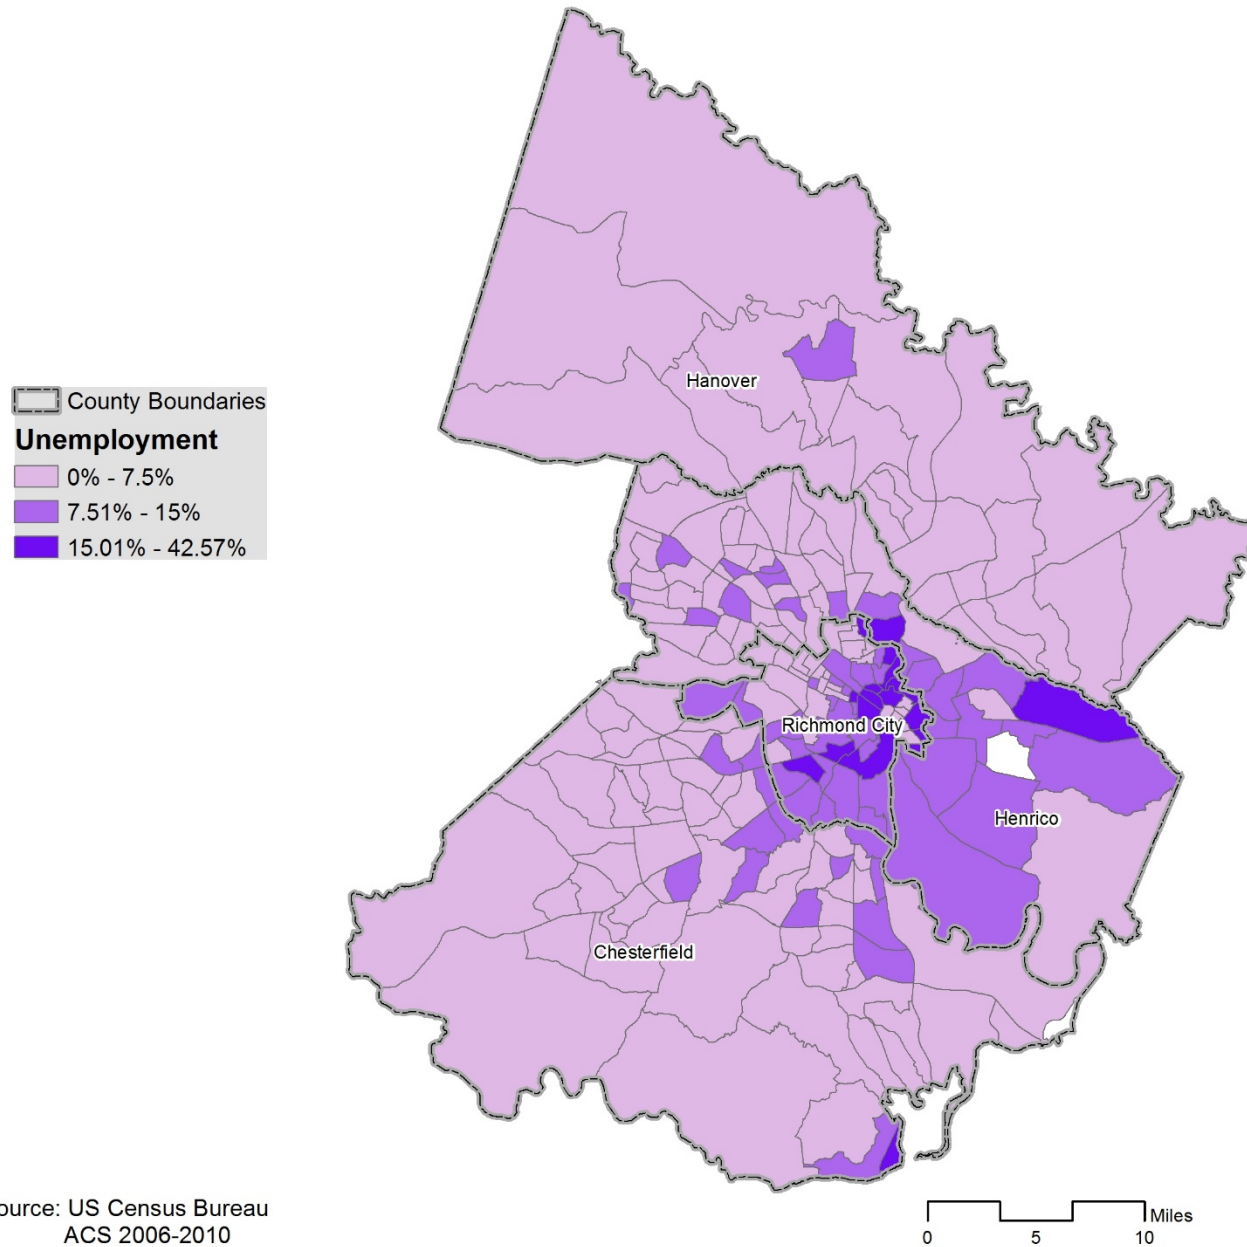 County Boundaries
Unemployment
0% - 7.5%
7.51% - 15%
15.01% - 42.57%
Hanover
Richmond City
Henrico
Chesterfield
ource: US Census Bureau
ACS 2006-2010
Miles
0 5 10